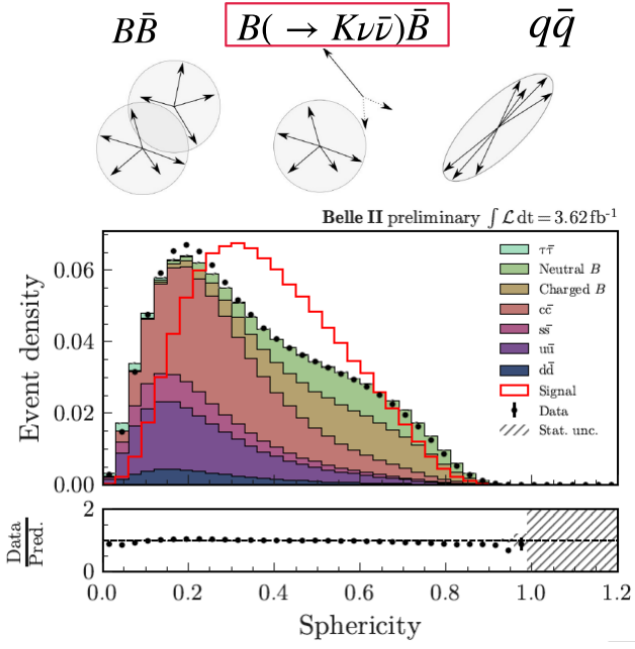 BB̄ B( → Kνν̄)B̄ qq̄
Belle II preliminary ∫ℒ dt = 3.62 fb⁻¹
Event density
0.06
0.04
0.02
0.00
ττ̄
Neutral B
Charged B
cc̄
ss̄
uū
dd̄
Signal
Data
Stat. unc.
Data
Pred.
2
1
0
0.0 0.2 0.4 0.6 0.8 1.0 1.2
Sphericity